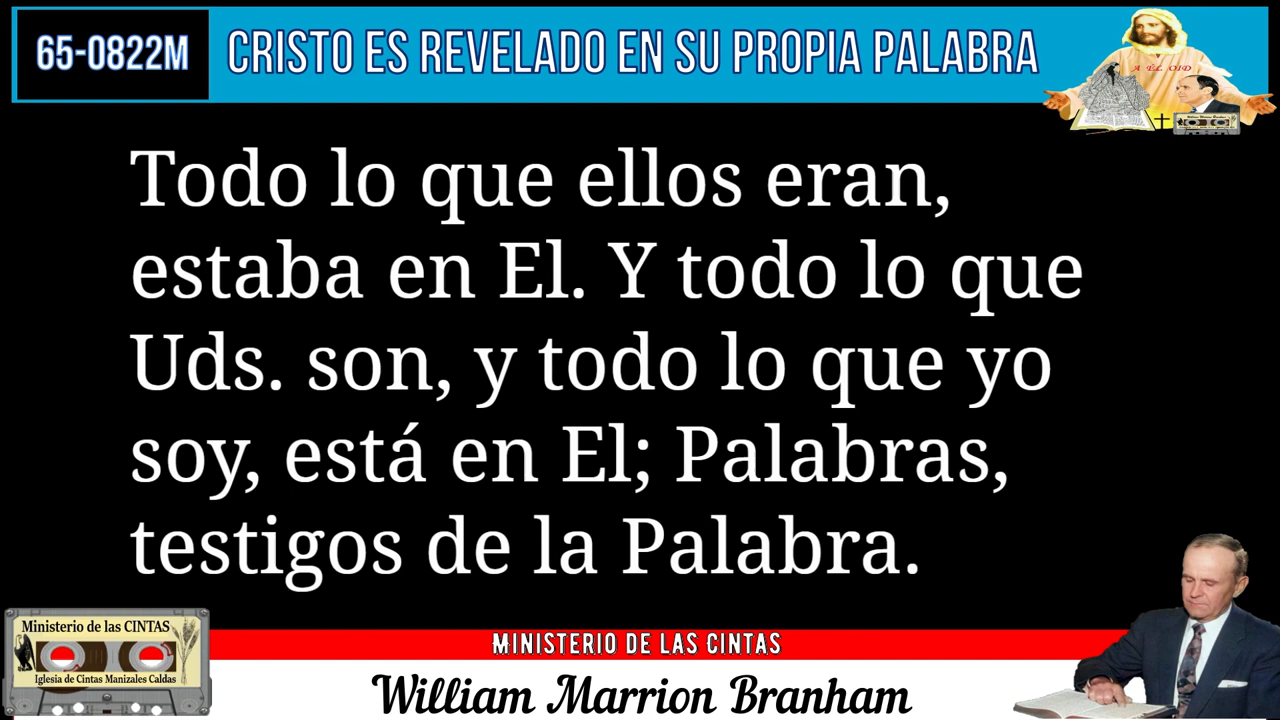 65-0822M
CRISTO ES REVELADO EN SU PROPIA PALABRA
A ÉL OID
Todo lo que ellos eran,
estaba en El. Y todo lo que
Uds. son, y todo lo que yo
soy, está en El; Palabras,
testigos de la Palabra.
Ministerio de las CINTAS
Iglesia de Cintas Manizales Caldas
MINISTERIO DE LAS CINTAS
William Marrion Branham